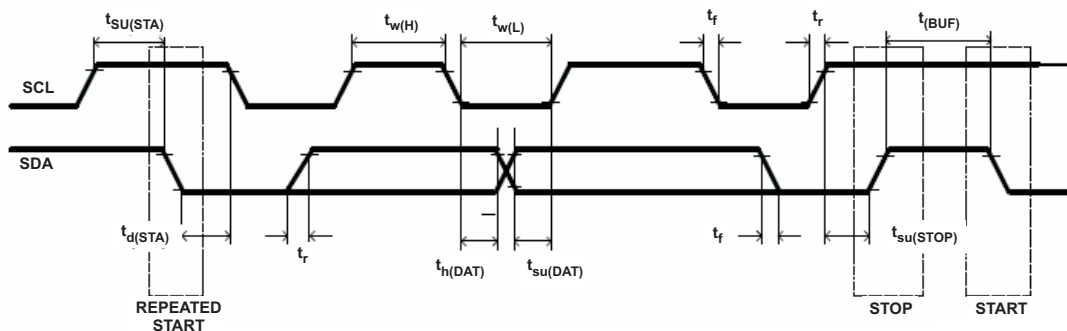 tSU(STA)
tw(H)
tw(L)
tf
tr
t(BUF)
SCL
SDA
td(STA)
tr
th(DAT)
tsu(DAT)
tf
tsu(STOP)
REPEATED
START
STOP
START